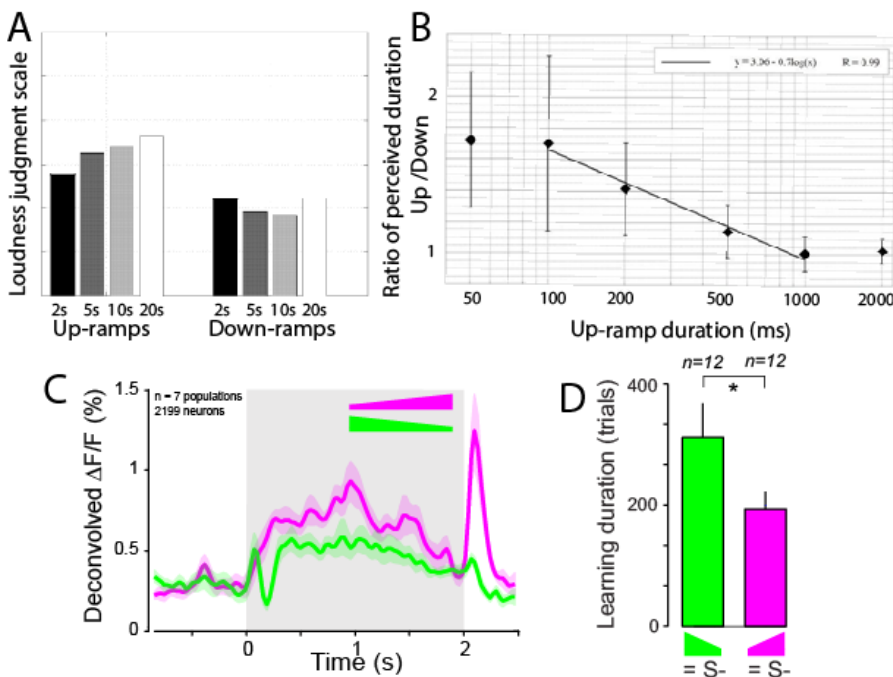 A
Loudness judgment scale
2s 5s 10s 20s 2s 5s 10s 20s
Up-ramps Down-ramps
B
Ratio of perceived duration
Up /Down
2
1
R = 0.99
50 100 200 500 1000 2000
Up-ramp duration (ms)
C
Deconvolved ΔF/F (%)
1.5
1
0.5
0
n = 7 populations
2199 neurons
0 1 2
Time (s)
D
Learning duration (trials)
400
200
0
n=12 n=12
*
= S- = S-